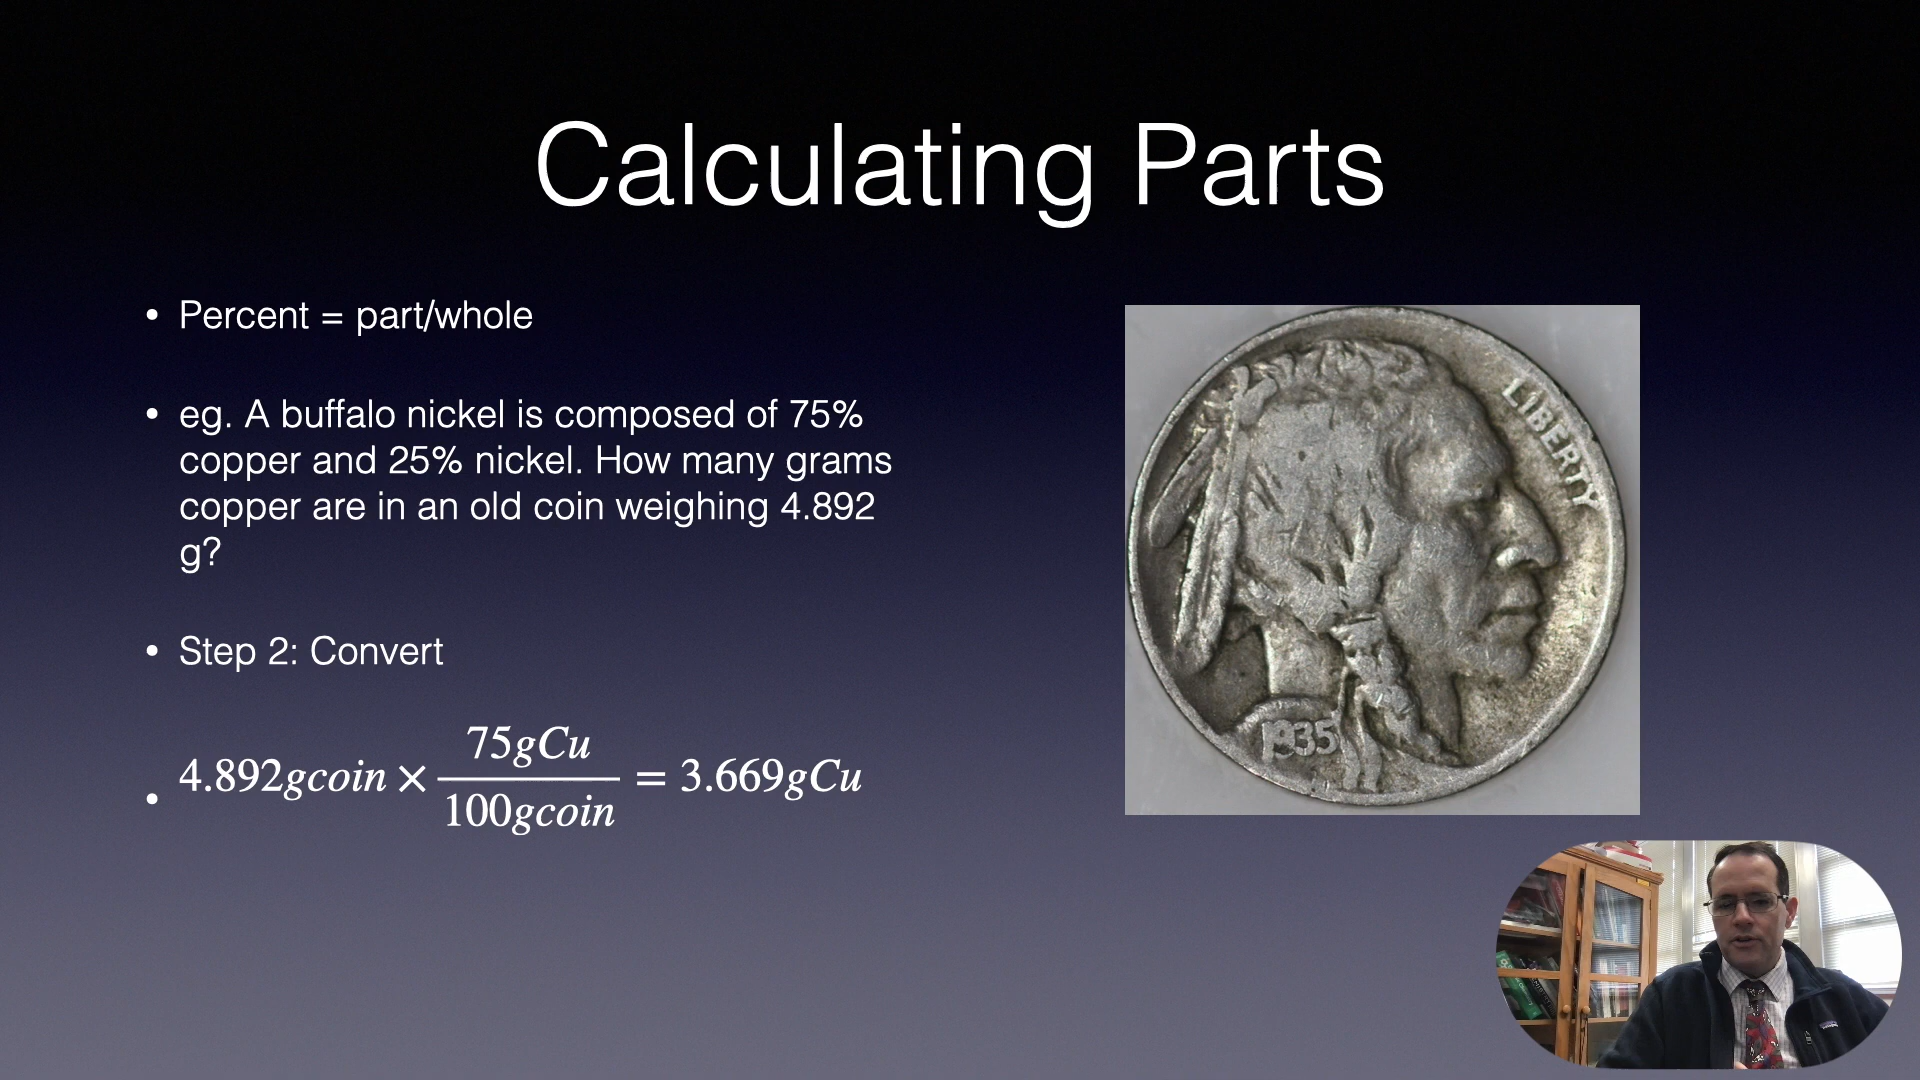 Calculating Parts
• Percent = part/whole
• eg. A buffalo nickel is composed of 75%
copper and 25% nickel. How many grams
copper are in an old coin weighing 4.892
g?
• Step 2: Convert
• 4.892gcoin × 75gCu/100gcoin = 3.669gCu
LIBERTY
1935